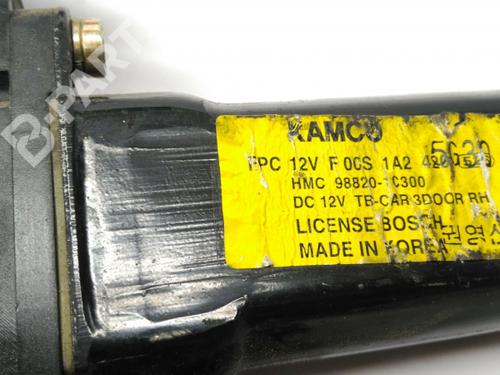 B-PARTS
KAMCO
FPC 12V F 00S 1A2
HMC 98820-1C300
DC 12V TB-CAR 3DOOR RH
LICENSE BOSCH
MADE IN KOREA